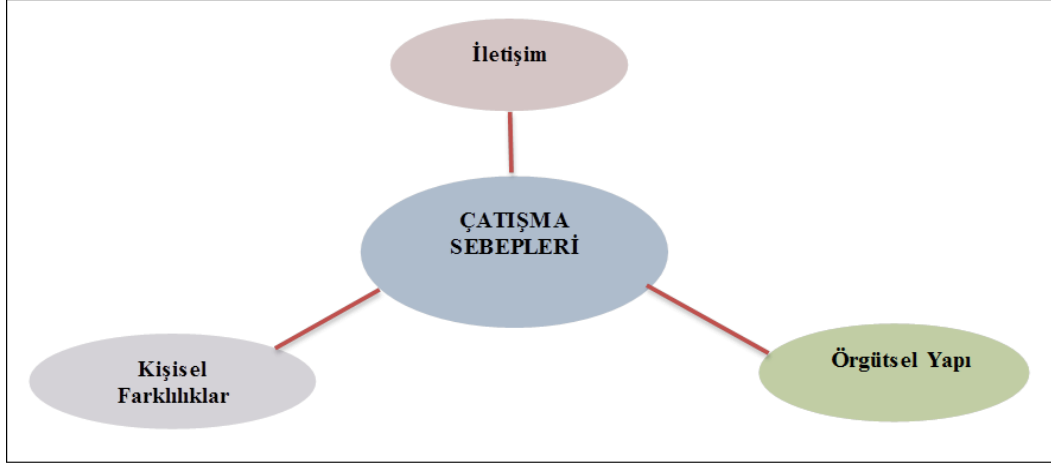 İletişim
ÇATIŞMA
SEBEPLERİ
Kişisel
Farklılıklar
Örgütsel Yapı